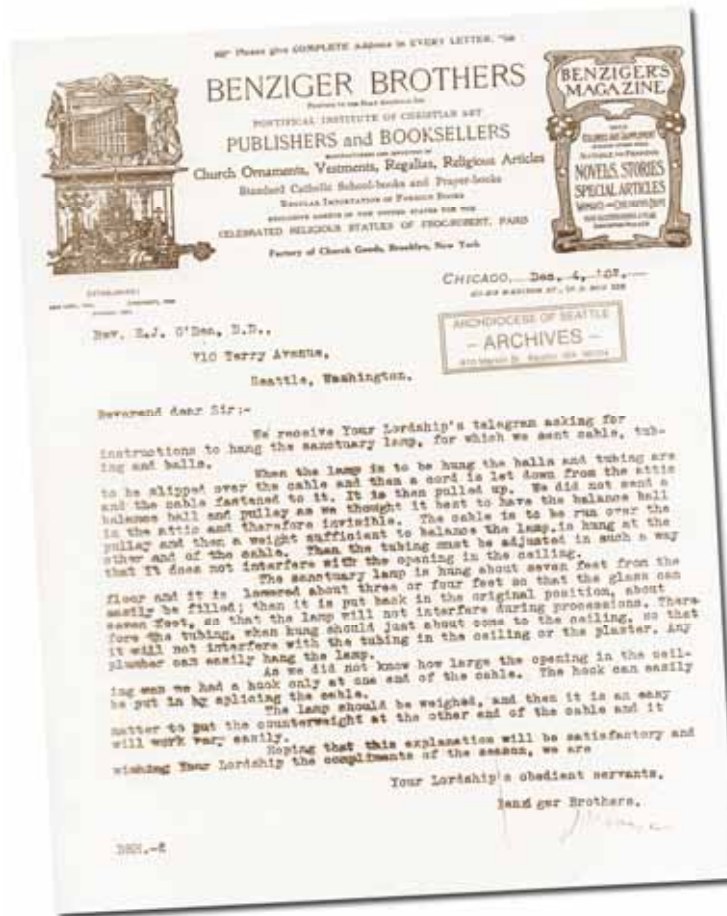 Please give COMPLETE Address in EVERY LETTER.
BENZIGER BROTHERS
PONTIFICAL INSTITUTE OF CHRISTIAN ART
PUBLISHERS and BOOKSELLERS
Church Ornaments, Vestments, Regalias, Religious Articles
Standard Catholic School-books and Prayer-books
REGULAR IMPORTATION OF FOREIGN BOOKS
EXCLUSIVE AGENTS IN THE UNITED STATES FOR THE
CELEBRATED RELIGIOUS STATUES OF FROC-ROBERT, PARIS
Factory of Church Goods, Brooklyn, New York
BENZIGER'S
MAGAZINE
NOVELS, STORIES
SPECIAL ARTICLES
ESTABLISHED
CHICAGO, Dec. 4, '07.
ARCHDIOCESE OF SEATTLE
– ARCHIVES –
Rev. E.J. O'Dea, D.D.,
710 Terry Avenue,
Seattle, Washington.
Reverend dear Sir:-
We receive Your Lordship's telegram asking for
instructions to hang the sanctuary lamp, for which we sent cable, tub-
ing and balls.
When the lamp is to be hung the balls and tubing are
to be slipped over the cable and then a cord is let down from the attic
and the cable fastened to it. It is then pulled up. We did not send a
balance ball and pulley as we thought it best to have the balance ball
in the attic and therefore invisible. The cable is to be run over the
pulley and then a weight sufficient to balance the lamp, is hung at the
other end of the cable. Then the tubing must be adjusted in such a way
that it does not interfere with the opening in the ceiling.
The sanctuary lamp is hung about seven feet from the
floor and it is lowered about three or four feet so that the glass can
easily be filled; then it is put back in the original position, about
seven feet, so that the lamp will not interfere during processions. There-
fore the tubing, when hung should just about come to the ceiling, so that
it will not interfere with the tubing in the ceiling or the plaster. Any
plumber can easily hang the lamp.
As we did not know how large the opening in the ceil-
ing was we had a hook only at one end of the cable. The hook can easily
be put in by splicing the cable.
The lamp should be weighed, and then it is an easy
matter to put the counterweight at the other end of the cable and it
will work very easily.
Hoping that this explanation will be satisfactory and
wishing Your Lordship the compliments of the season, we are
Your Lordship's obedient servants,
Benziger Brothers.